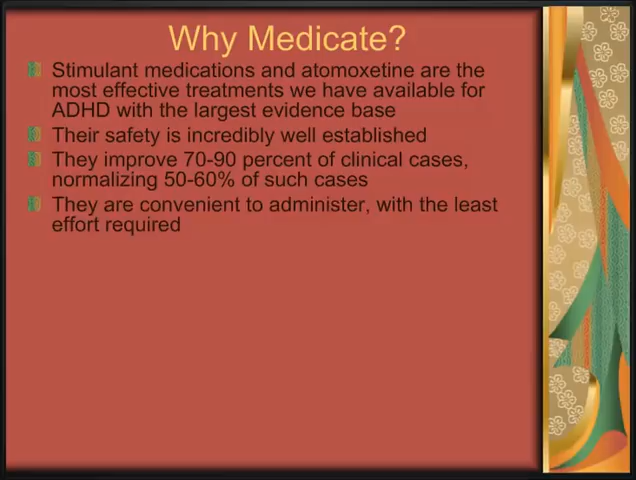 Why Medicate?
Stimulant medications and atomoxetine are the
most effective treatments we have available for
ADHD with the largest evidence base
Their safety is incredibly well established
They improve 70-90 percent of clinical cases,
normalizing 50-60% of such cases
They are convenient to administer, with the least
effort required